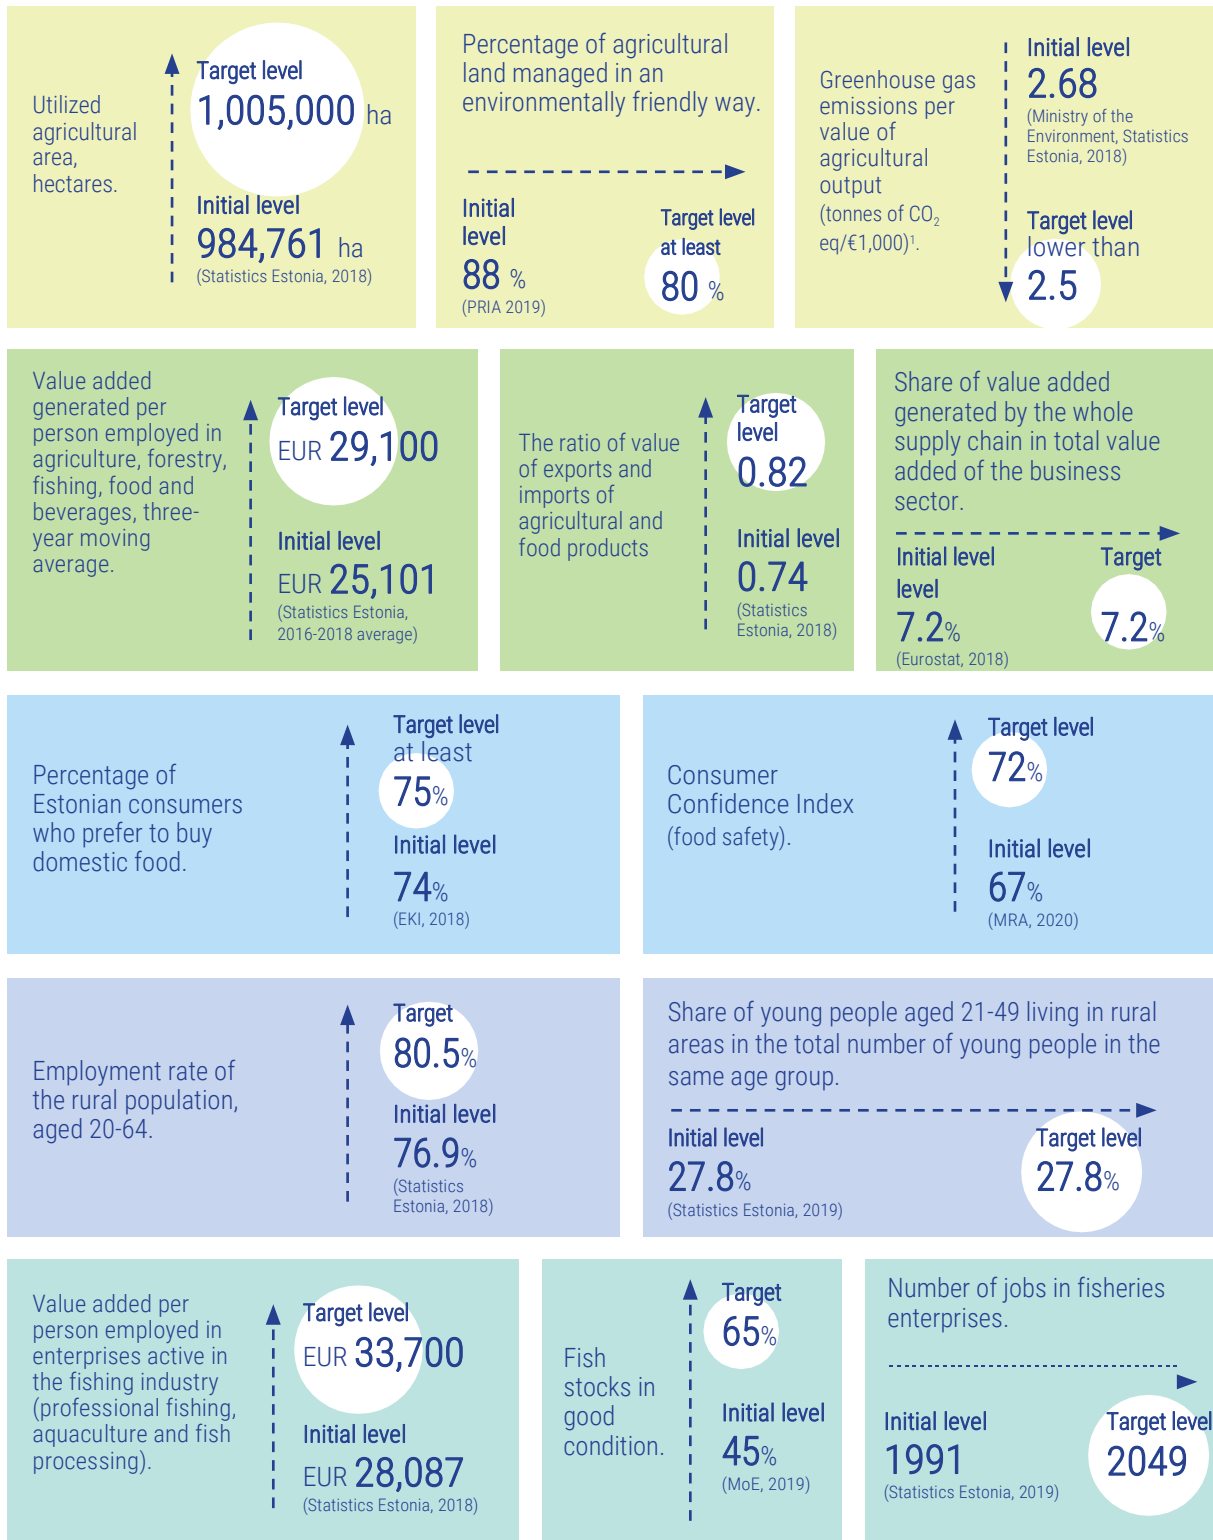 Utilized
agricultural
area,
hectares.
Target level
1,005,000 ha
Initial level
984,761 ha
(Statistics Estonia, 2018)
Percentage of agricultural
land managed in an
environmentally friendly way.
Initial
level
88 %
(PRIA 2019)
Target level
at least
80 %
Greenhouse gas
emissions per
value of
agricultural
output
(tonnes of CO₂
eq/€1,000)¹.
Initial level
2.68
(Ministry of the
Environment, Statistics
Estonia, 2018)
Target level
lower than
2.5
Value added
generated per
person employed in
agriculture, forestry,
fishing, food and
beverages, three-
year moving
average.
Target level
EUR 29,100
Initial level
EUR 25,101
(Statistics Estonia,
2016-2018 average)
The ratio of value
of exports and
imports of
agricultural and
food products
Target
level
0.82
Initial level
0.74
(Statistics
Estonia, 2018)
Share of value added
generated by the whole
supply chain in total value
added of the business
sector.
Initial level Target
level
7.2% 7.2%
(Eurostat, 2018)
Percentage of
Estonian consumers
who prefer to buy
domestic food.
Target level
at least
75%
Initial level
74%
(EKI, 2018)
Consumer
Confidence Index
(food safety).
Target level
72%
Initial level
67%
(MRA, 2020)
Employment rate of
the rural population,
aged 20-64.
Target
80.5%
Initial level
76.9%
(Statistics
Estonia, 2018)
Share of young people aged 21-49 living in rural
areas in the total number of young people in the
same age group.
Initial level
27.8%
(Statistics Estonia, 2019)
Target level
27.8%
Value added per
person employed in
enterprises active in
the fishing industry
(professional fishing,
aquaculture and fish
processing).
Target level
EUR 33,700
Initial level
EUR 28,087
(Statistics Estonia, 2018)
Fish
stocks in
good
condition.
Target
65%
Initial level
45%
(MoE, 2019)
Number of jobs in fisheries
enterprises.
Initial level
1991
(Statistics Estonia, 2019)
Target level
2049